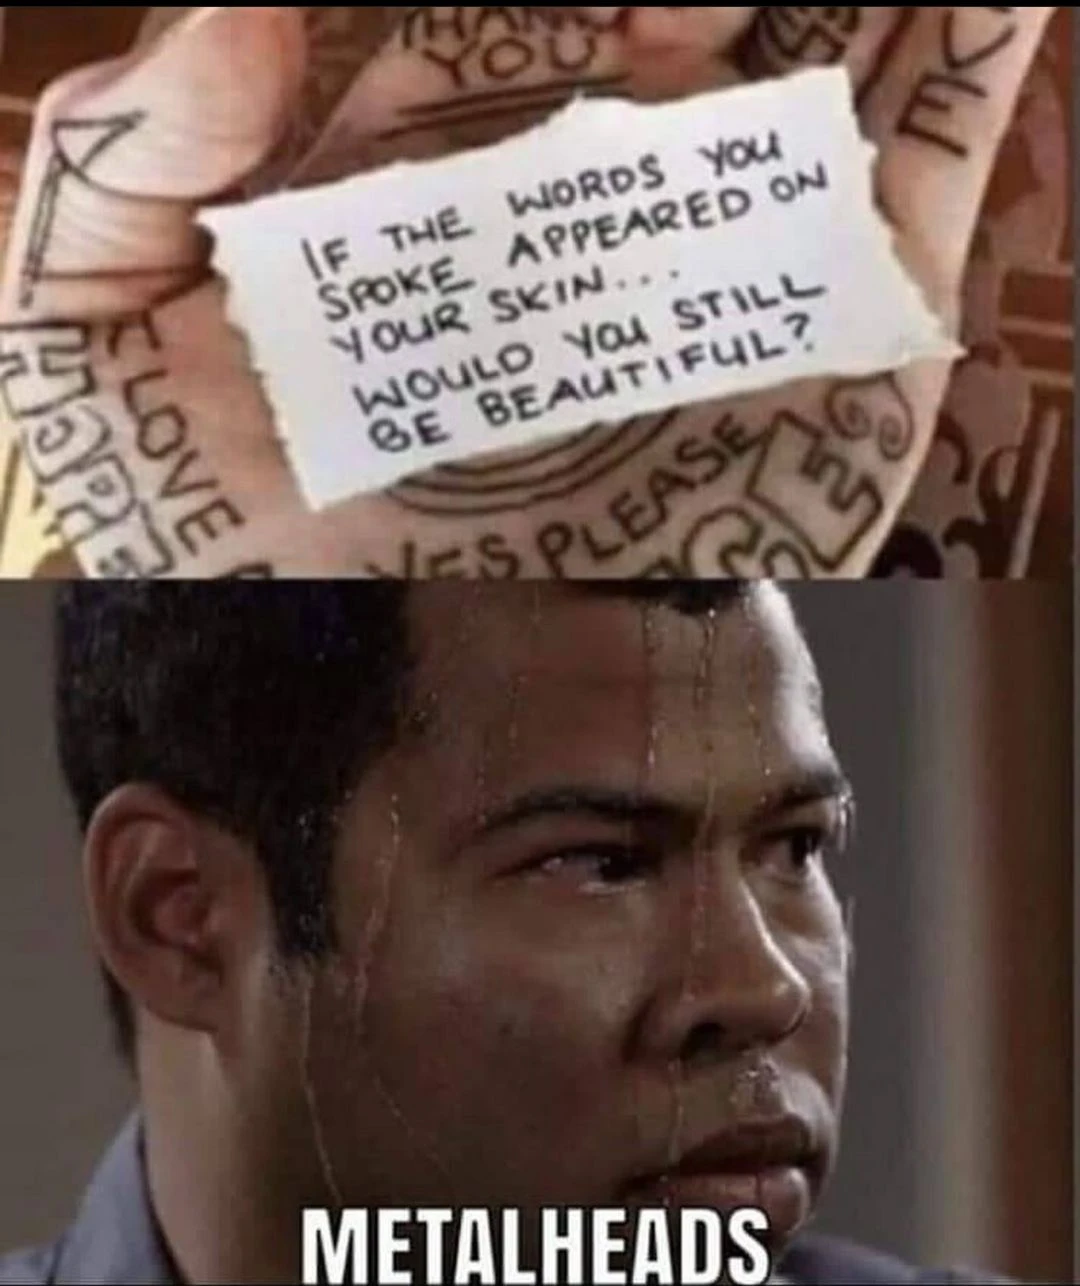 THANK
YOU
IF THE WORDS YOU
SPOKE APPEARED ON
YOUR SKIN...
WOULD YOU STILL
BE BEAUTIFUL?
LOVE
HOPE
YES PLEASE
METALHEADS